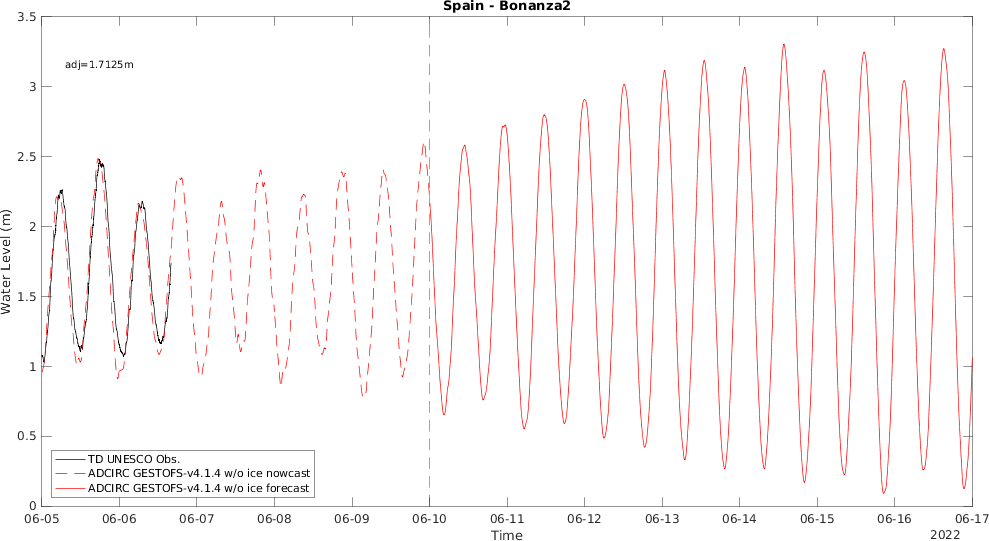 Spain - Bonanza2
3.5
adj=1.7125m
3
2.5
2
1.5
1
0.5
0
Water Level (m)
TD UNESCO Obs.
ADCIRC GESTOFS-v4.1.4 w/o ice nowcast
ADCIRC GESTOFS-v4.1.4 w/o ice forecast
06-05 06-06 06-07 06-08 06-09 06-10 06-11 06-12 06-13 06-14 06-15 06-16 06-17
Time
2022